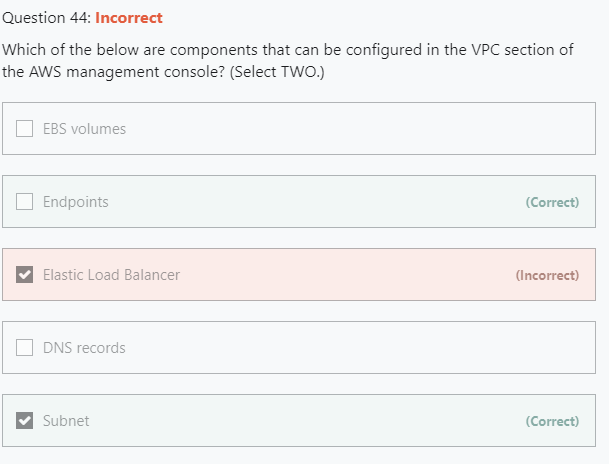 Question 44: Incorrect
Which of the below are components that can be configured in the VPC section of
the AWS management console? (Select TWO.)
EBS volumes
Endpoints (Correct)
Elastic Load Balancer (Incorrect)
DNS records
Subnet (Correct)